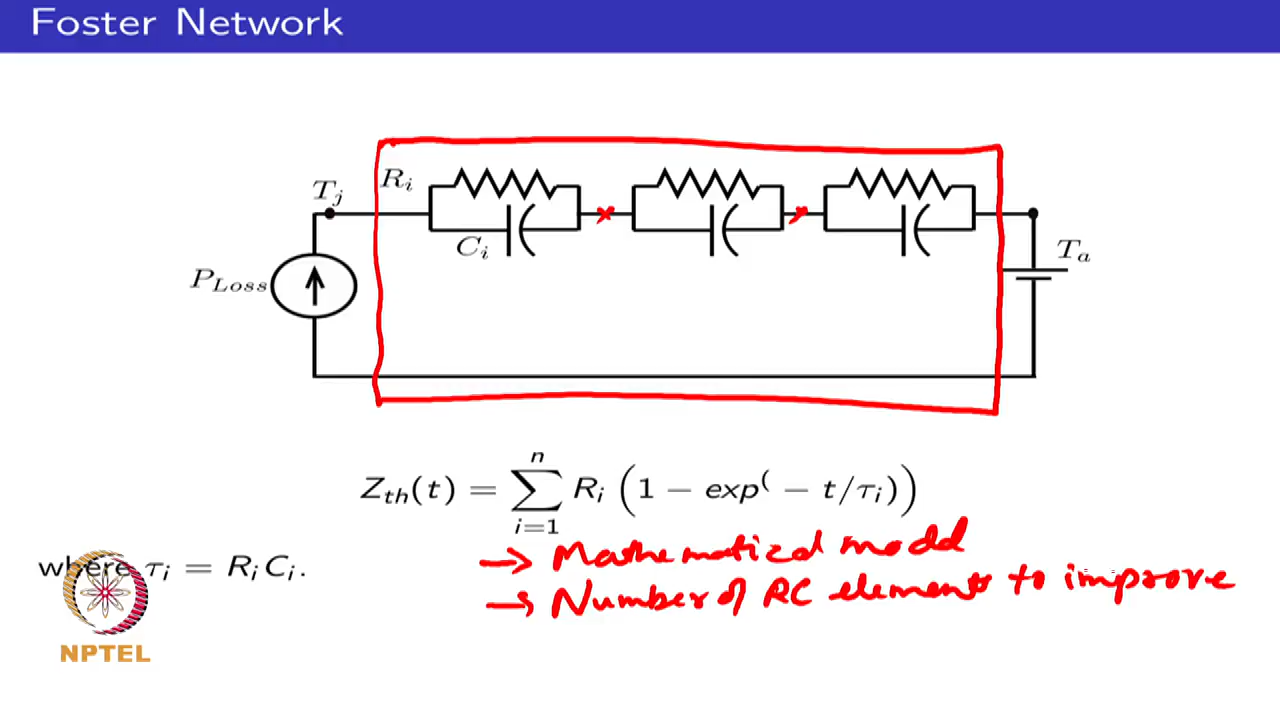 Foster Network
T_j
R_i
C_i
P_Loss
T_a
Z_th(t) = ∑_{i=1}^{n} R_i (1 − exp(− t/τ_i))
where τ_i = R_i C_i.
→ Mathematical model
→ Number of RC elements to improve
NPTEL